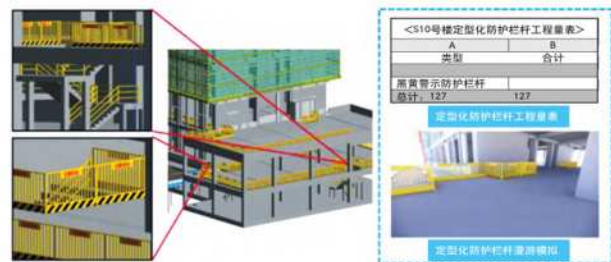 <S10号楼定型化防护栏杆工程量表>
A B
类型 合计
黑黄警示防护栏杆
总计：127 127
定型化防护栏杆工程量表
定型化防护栏杆漫游模拟